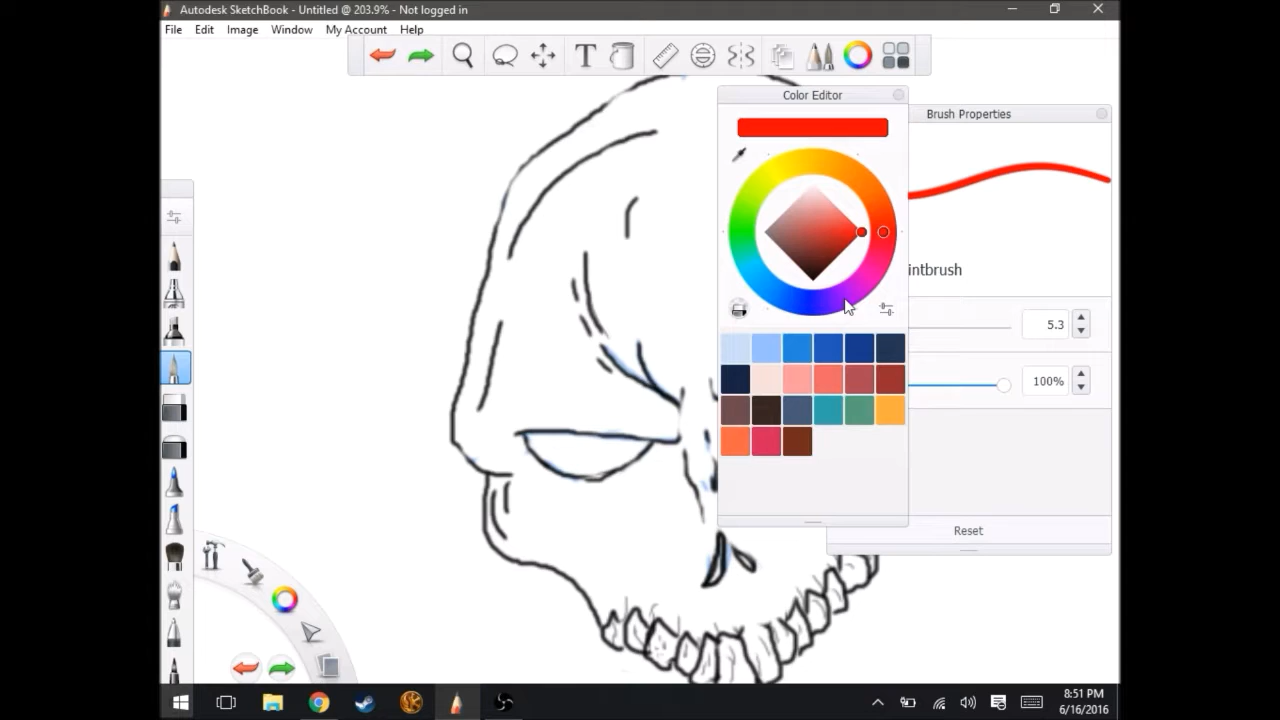 Autodesk SketchBook - Untitled @ 203.9% - Not logged in
File Edit Image Window My Account Help
T
Color Editor
Brush Properties
intbrush
5.3
100%
Reset
8:51 PM
6/16/2016